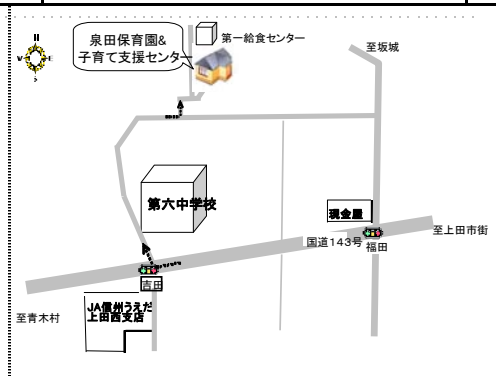 泉田保育園&
子育て支援センター
第一給食センター
至坂城
N
W
E
S
第六中学校
現金屋
至上田市街
国道143号
福田
吉田
JA信州うえだ
上田西支店
至青木村